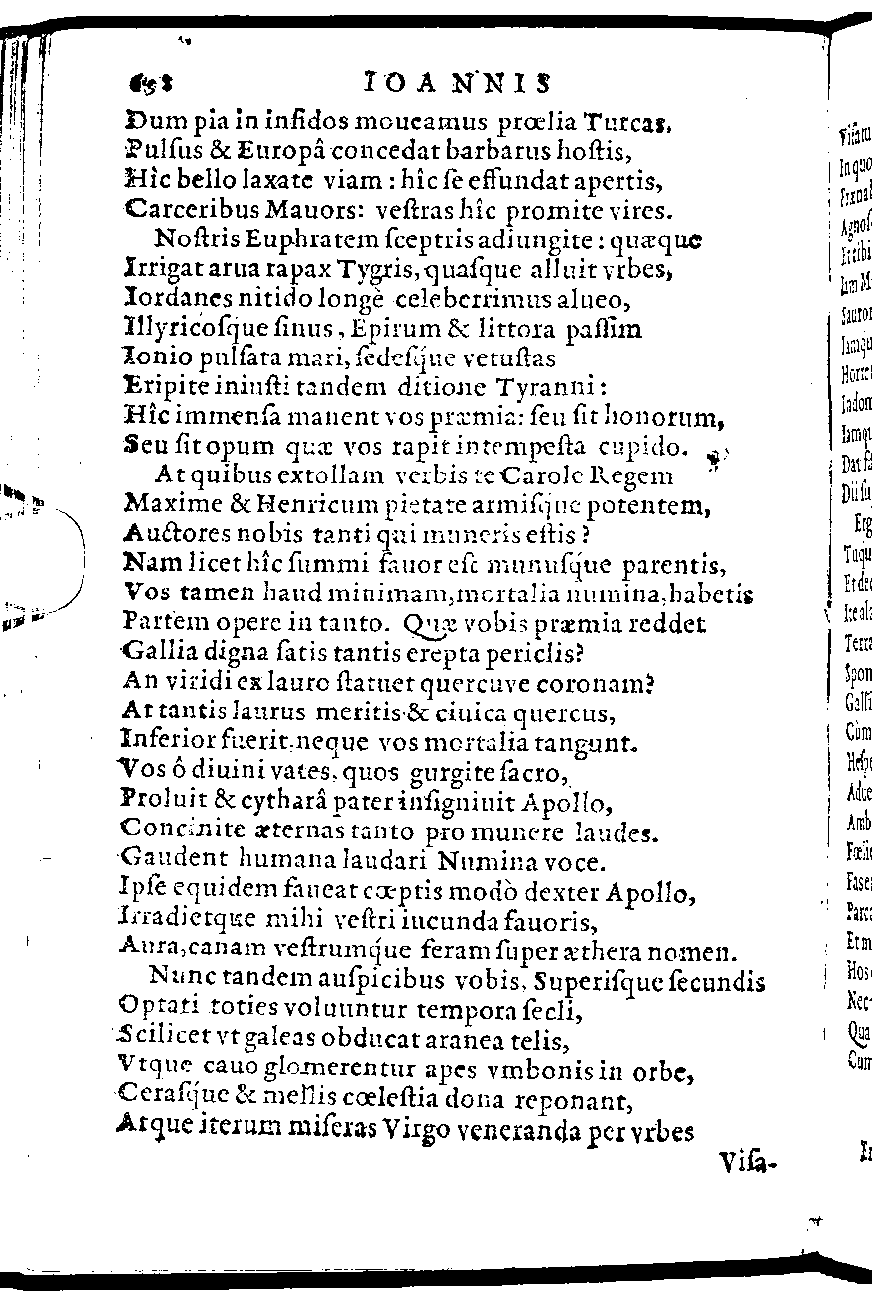 658 IOANNIS
Dum pia in infidos moueamus prœlia Turcas,
Pulſus & Europâ concedat barbarus hoſtis,
Hîc bello laxate viam : hîc ſe effundat apertis,
Carceribus Mauors: veſtras hîc promite vires.
Noſtris Euphratem ſceptris adiungite : quæque
Irrigat arua rapax Tygris, quaſque alluit vrbes,
Iordanes nitido longè celeberrimus alueo,
Illyricoſque ſinus, Epirum & littora paſſim
Ionio pulſata mari, ſedeſq́ue vetuſtas
Eripite iniuſti tandem ditione Tyranni :
Hîc immenſa manent vos præmia: ſeu ſit honorum,
Seu ſit opum quæ vos rapit intempeſta cupido.
At quibus extollam verbis te Carole Regem
Maxime & Henricum pietate armiſque potentem,
Auctores nobis tanti qui muneris eſtis ?
Nam licet hîc ſummi fauor eſt munuſq́ue parentis,
Vos tamen haud minimam, mortalia numina, habetis
Partem opere in tanto. Quæ vobis præmia reddet
Gallia digna ſatis tantis erepta periclis?
An viridi ex lauro ſtatuet quercuve coronam?
At tantis laurus meritis & ciuica quercus,
Inferior fuerit, neque vos mortalia tangunt.
Vos ô diuini vates, quos gurgite ſacro,
Proluit & cytharâ pater inſigniuit Apollo,
Concinite æternas tanto pro munere laudes.
Gaudent humana laudari Numina voce.
Ipſe equidem faueat cœptis modò dexter Apollo,
Irradietque mihi veſtri iucunda fauoris,
Aura, canam veſtrumq́ue feram ſuper æthera nomen.
Nunc tandem auſpicibus vobis, Superiſque ſecundis
Optati toties voluuntur tempora ſecli,
Scilicet vt galeas obducat aranea telis,
Vtque cauo glomerentur apes vmbonis in orbe,
Ceraſq́ue & mellis cœleſtia dona reponant,
Atque iterum miſeras Virgo veneranda per vrbes
Viſa-